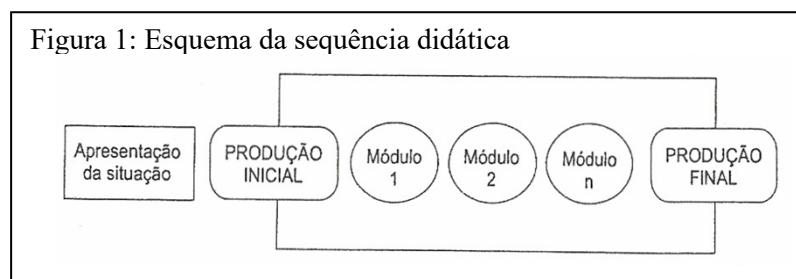 Figura 1: Esquema da sequência didática
Apresentação
da situação
PRODUÇÃO
INICIAL
Módulo
1
Módulo
2
Módulo
n
PRODUÇÃO
FINAL